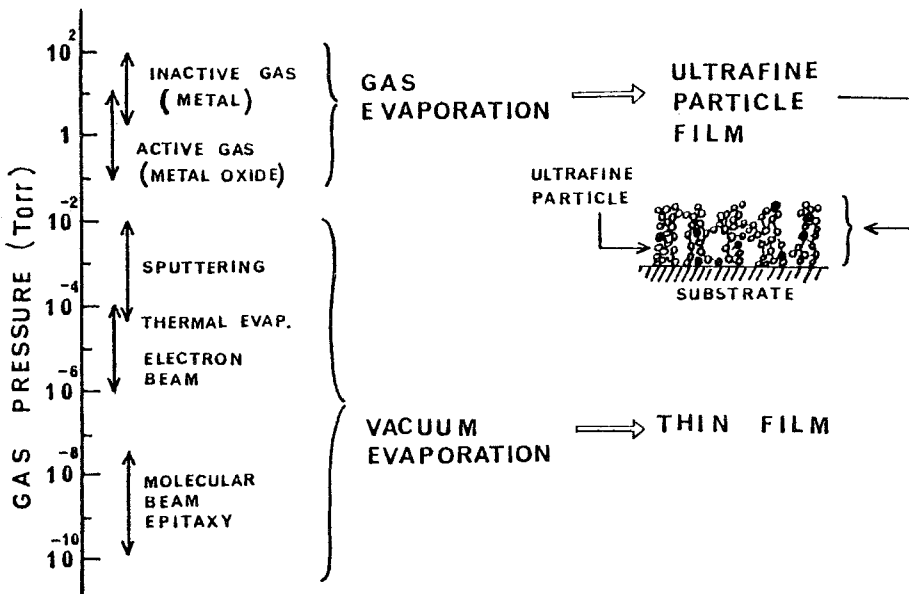 GAS PRESSURE (Torr)
10²
1
10⁻²
10⁻⁴
10⁻⁶
10⁻⁸
10⁻¹⁰
INACTIVE GAS
(METAL)
ACTIVE GAS
(METAL OXIDE)
SPUTTERING
THERMAL EVAP.
ELECTRON
BEAM
MOLECULAR
BEAM
EPITAXY
GAS
EVAPORATION
VACUUM
EVAPORATION
ULTRAFINE
PARTICLE
FILM
ULTRAFINE
PARTICLE
SUBSTRATE
THIN FILM